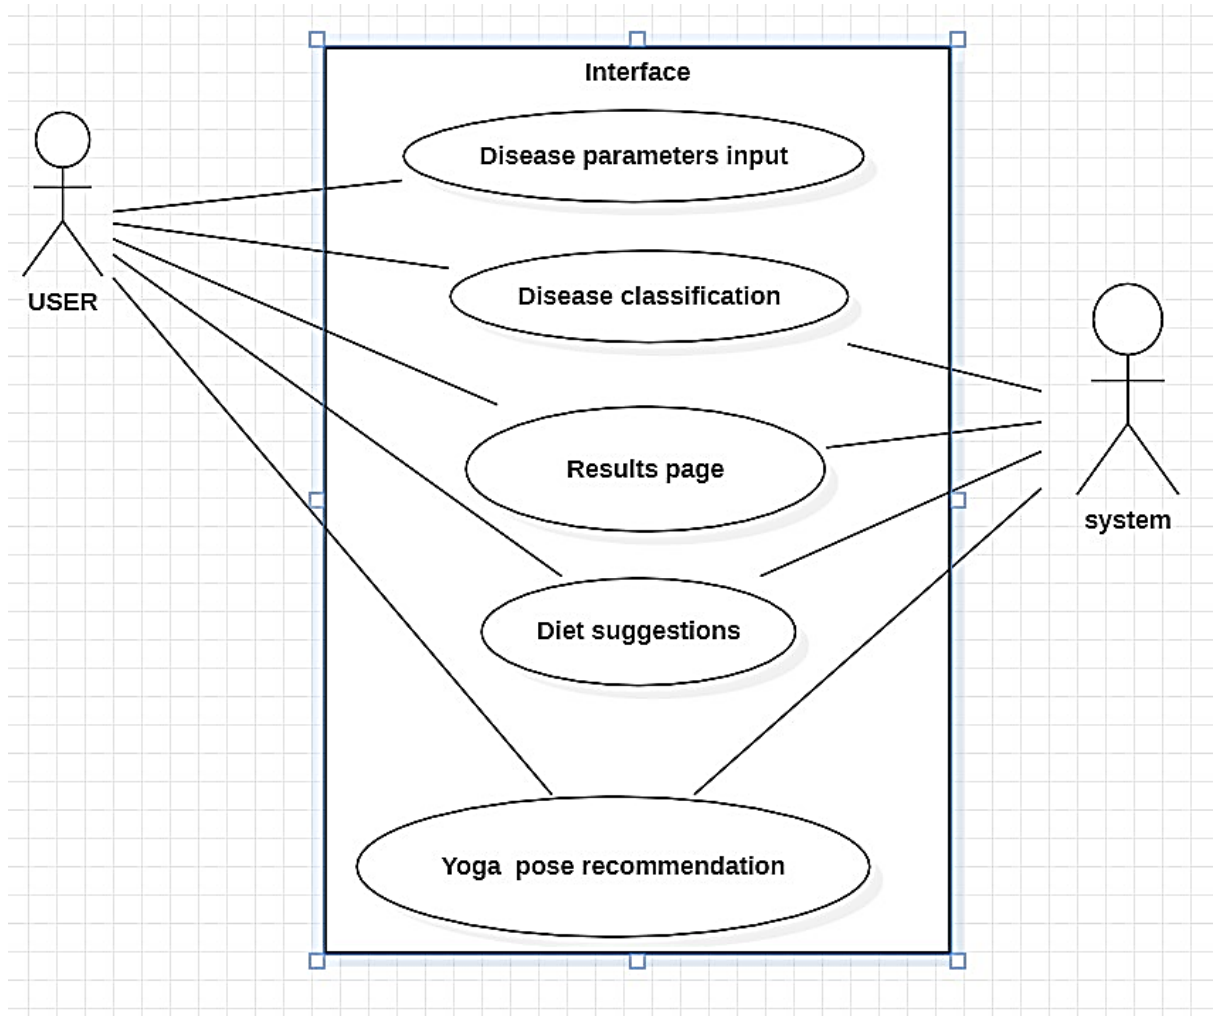 Interface
Disease parameters input
Disease classification
USER
Results page
system
Diet suggestions
Yoga  pose recommendation